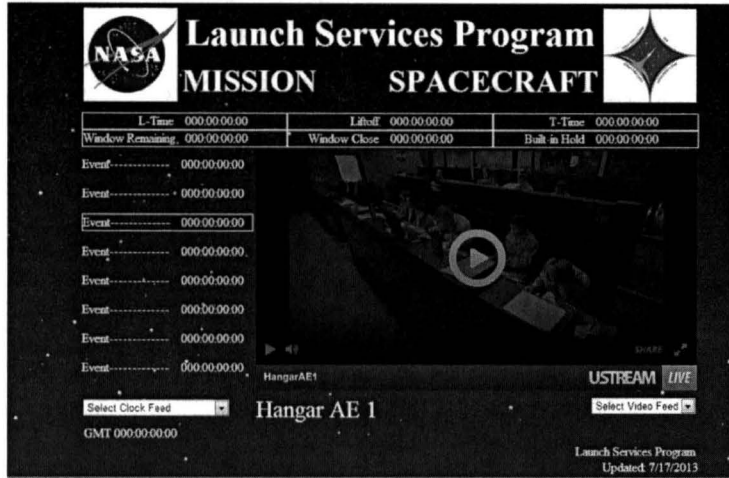 NASA
Launch Services Program
MISSION SPACECRAFT
L-Time 000:00:00:00 Liftoff 000:00:00:00 T-Time 000:00:00:00
Window Remaining 000:00:00:00 Window Close 000:00:00:00 Built-in Hold 000:00:00:00
Event------------- 000:00:00:00
Event------------- 000:00:00:00
Event------------- 000:00:00:00
Event------------- 000:00:00:00
Event------------- 000:00:00:00
Event------------- 000:00:00:00
Event------------- 000:00:00:00
Event------------- 000:00:00:00
SHARE
HangarAE1 USTREAM LIVE
Select Clock Feed Hangar AE 1 Select Video Feed
GMT 000:00:00:00
Launch Services Program
Updated: 7/17/2013